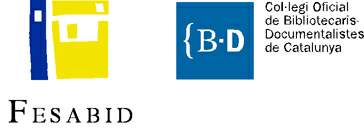 Col·legi Oficial
de Bibliotecaris-
Documentalistes
de Catalunya
{B·D
FESABID